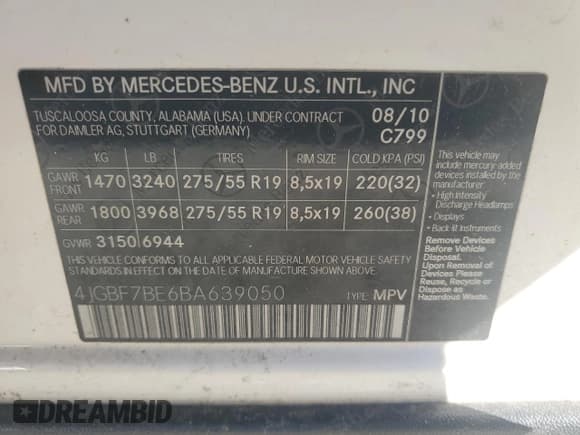 MFD BY MERCEDES-BENZ U.S. INTL., INC
TUSCALOOSA COUNTY, ALABAMA (USA). UNDER CONTRACT
FOR DAIMLER AG, STUTTGART (GERMANY)
08/10
C799
KG LB TIRES RIM SIZE COLD KPA (PSI)
GAWR FRONT 1470 3240 275/55 R19 8,5x19 220(32)
GAWR REAR 1800 3968 275/55 R19 8,5x19 260(38)
GVWR 3150 6944
THIS VEHICLE CONFORMS TO ALL APPLICABLE FEDERAL MOTOR VEHICLE SAFETY
STANDARDS IN EFFECT ON THE DATE OF MANUFACTURE SHOWN ABOVE.
4JGBF7BE6BA639050 TYPE: MPV
This vehicle may
include mercury-added
devices installed by the
manufacturer:
• High Intensity
Discharge Headlamps
• Displays
• Back lit Instruments
Remove Devices
Before Vehicle
Disposal.
Upon Removal of
Devices Please
Reuse, Recycle or
Dispose as
Hazardous Waste.
DREAMBID